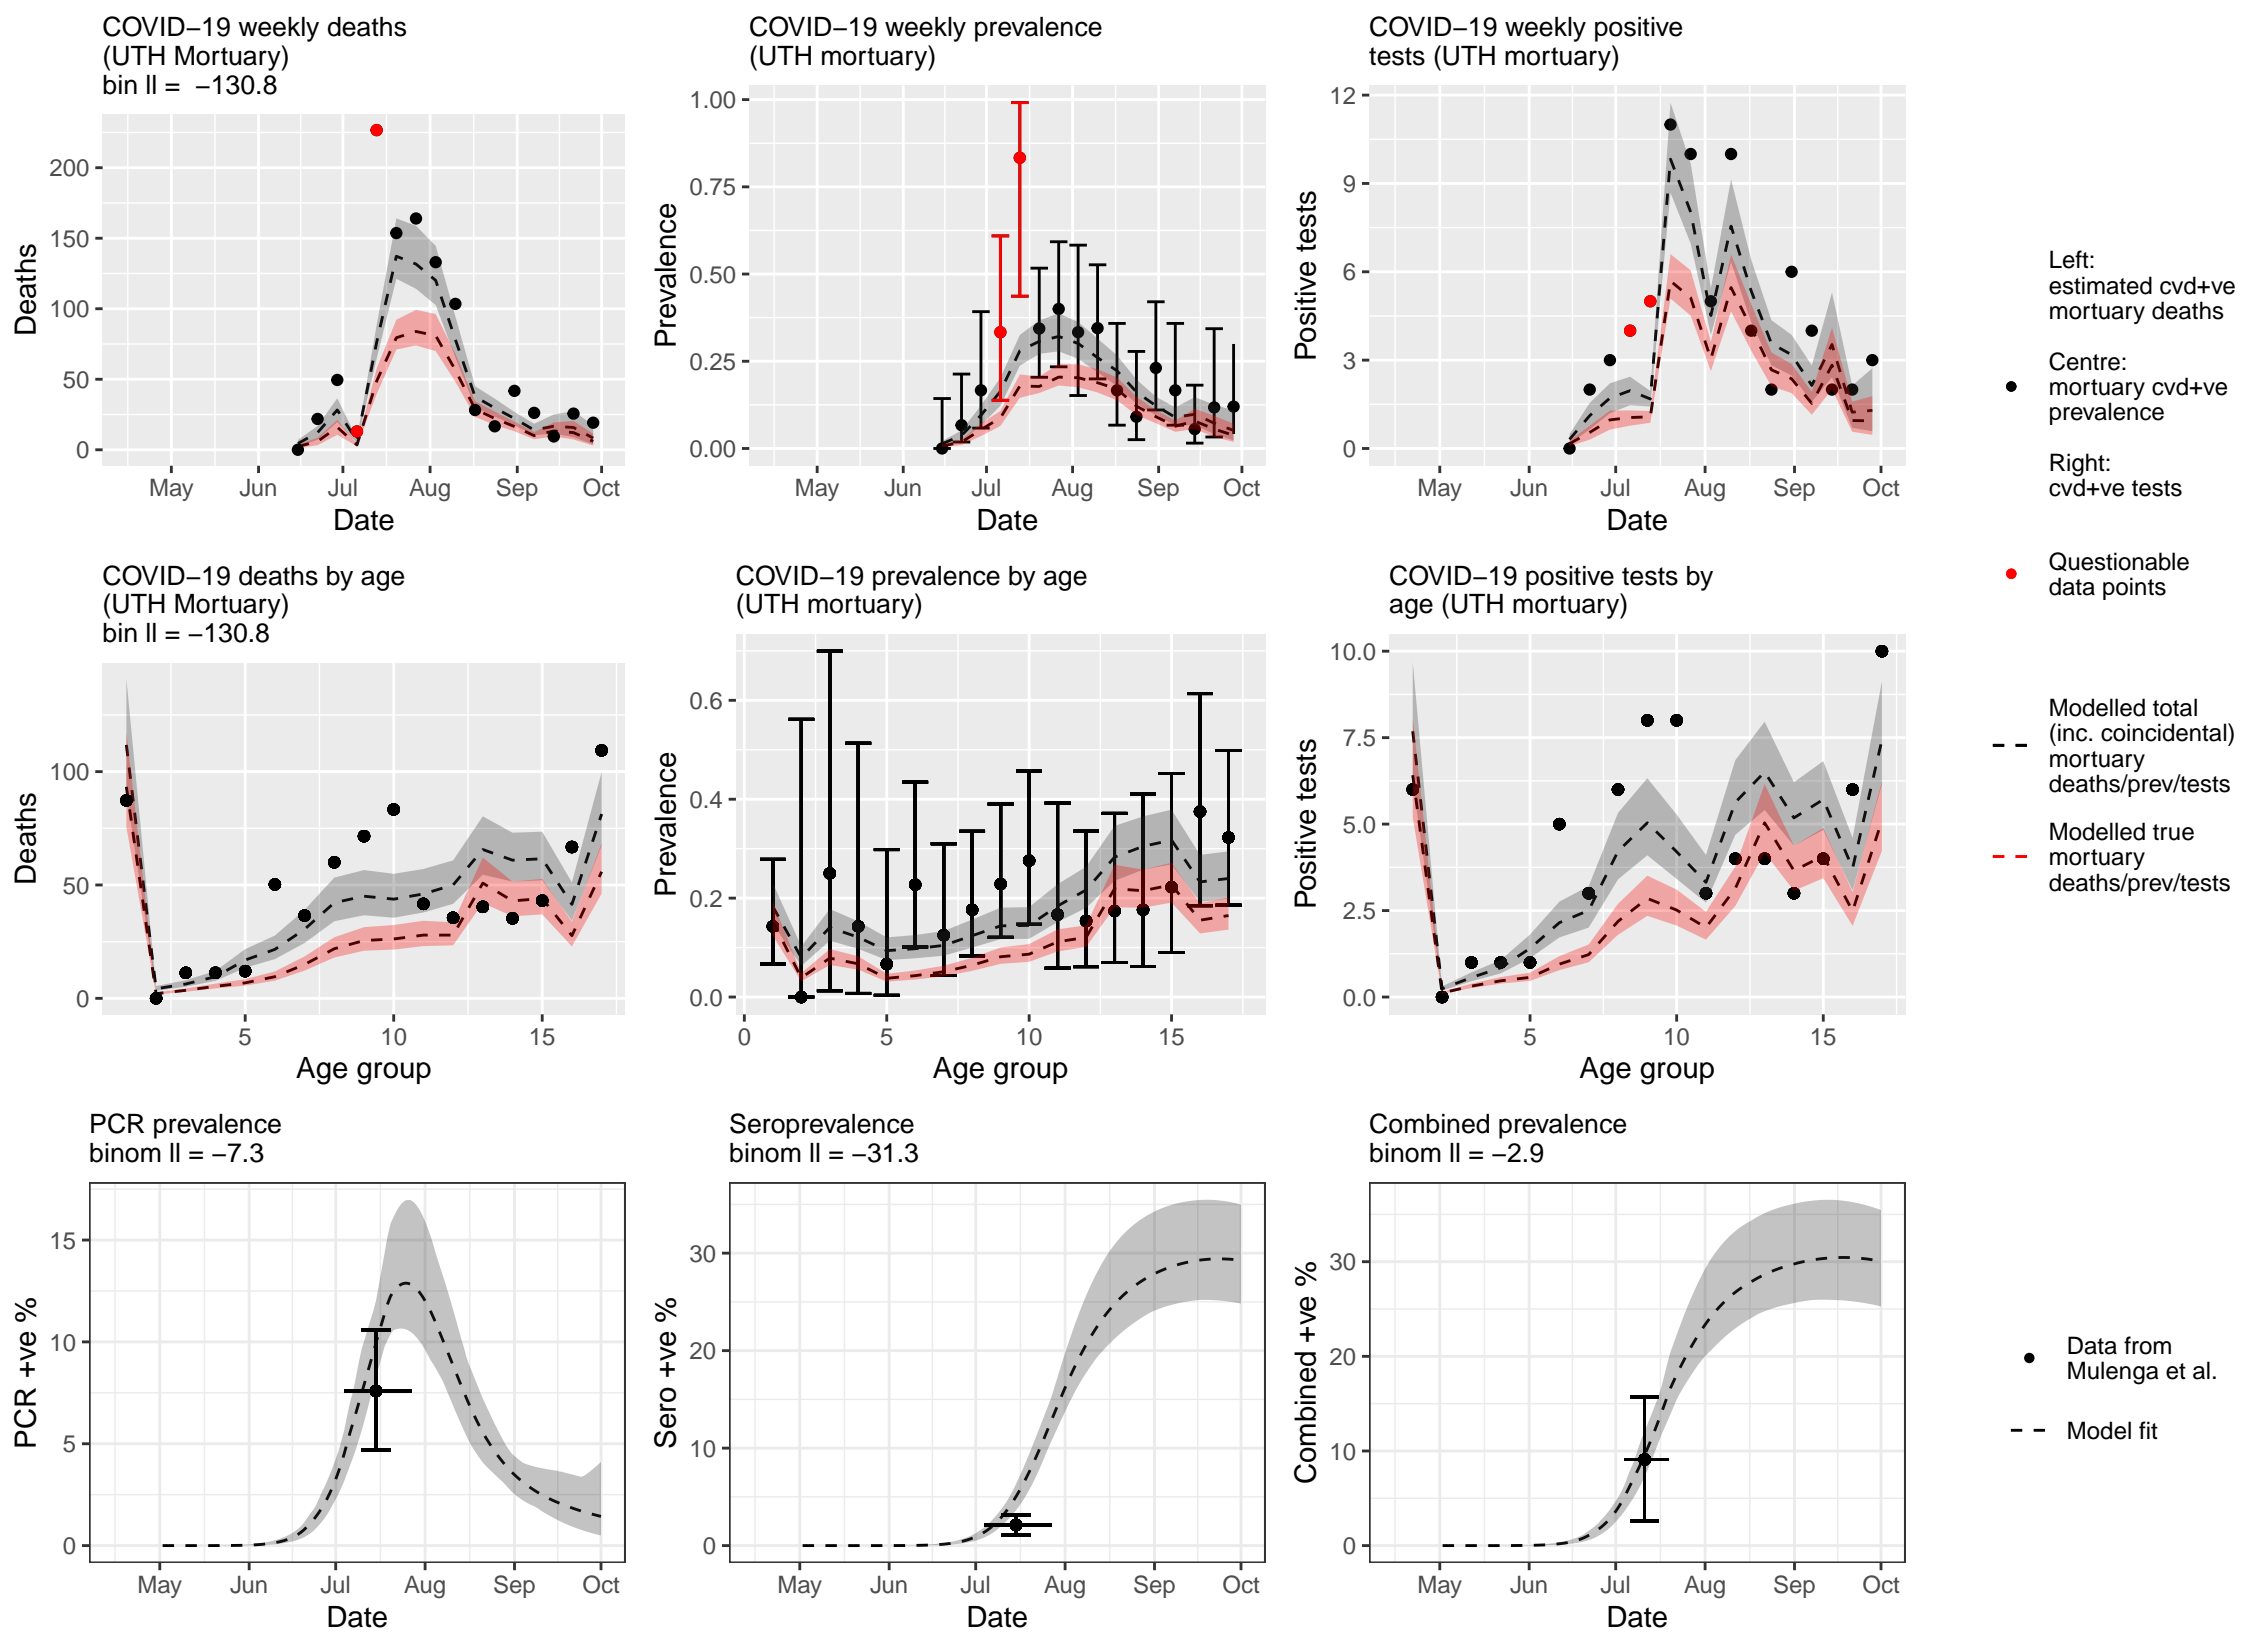 COVID−19 weekly deaths
(UTH Mortuary)
bin ll =  −130.8
200
150
100
50
0
Deaths
May Jun Jul Aug Sep Oct
Date
COVID−19 weekly prevalence
(UTH mortuary)
1.00
0.75
0.50
0.25
0.00
Prevalence
May Jun Jul Aug Sep Oct
Date
COVID−19 weekly positive
tests (UTH mortuary)
12
9
6
3
0
Positive tests
May Jun Jul Aug Sep Oct
Date
Left:
estimated cvd+ve
mortuary deaths
Centre:
mortuary cvd+ve
prevalence
Right:
cvd+ve tests
Questionable
data points
COVID−19 deaths by age
(UTH Mortuary)
bin ll = −130.8
100
50
0
Deaths
5 10 15
Age group
COVID−19 prevalence by age
(UTH mortuary)
0.6
0.4
0.2
0.0
Prevalence
0 5 10 15
Age group
COVID−19 positive tests by
age (UTH mortuary)
10.0
7.5
5.0
2.5
0.0
Positive tests
5 10 15
Age group
Modelled total
(inc. coincidental)
mortuary
deaths/prev/tests
Modelled true
mortuary
deaths/prev/tests
PCR prevalence
binom ll = −7.3
15
10
5
0
PCR +ve %
May Jun Jul Aug Sep Oct
Date
Seroprevalence
binom ll = −31.3
30
20
10
0
Sero +ve %
May Jun Jul Aug Sep Oct
Date
Combined prevalence
binom ll = −2.9
30
20
10
0
Combined +ve %
May Jun Jul Aug Sep Oct
Date
Data from
Mulenga et al.
Model fit